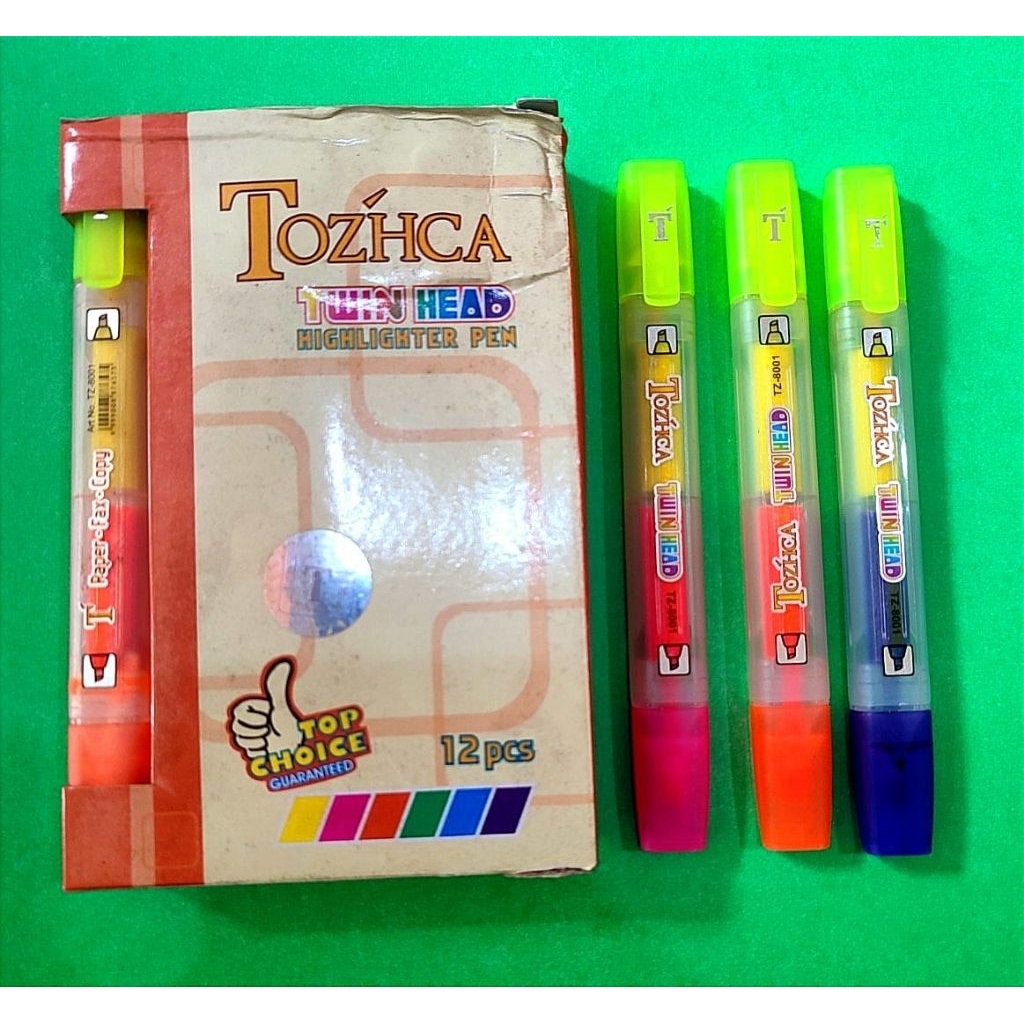 TOZHCA
TWIN HEAD
HIGHLIGHTER PEN
TOP
CHOICE
GUARANTEED
12 pcs
T Paper • Fax • Copy
Art No. TZ-8001
T
TOZHCA TWIN HEAD
TZ-8001
T
TOZHCA TWIN HEAD
TZ-8001
T
TOZHCA TWIN HEAD
TZ-8001